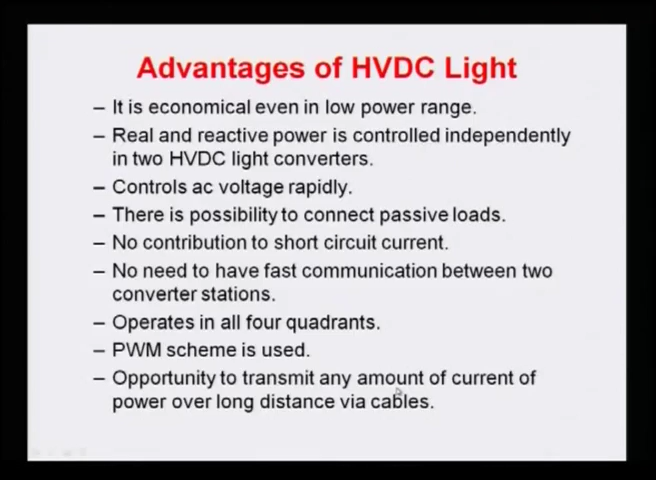 Advantages of HVDC Light
– It is economical even in low power range.
– Real and reactive power is controlled independently
in two HVDC light converters.
– Controls ac voltage rapidly.
– There is possibility to connect passive loads.
– No contribution to short circuit current.
– No need to have fast communication between two
converter stations.
– Operates in all four quadrants.
– PWM scheme is used.
– Opportunity to transmit any amount of current of
power over long distance via cables.